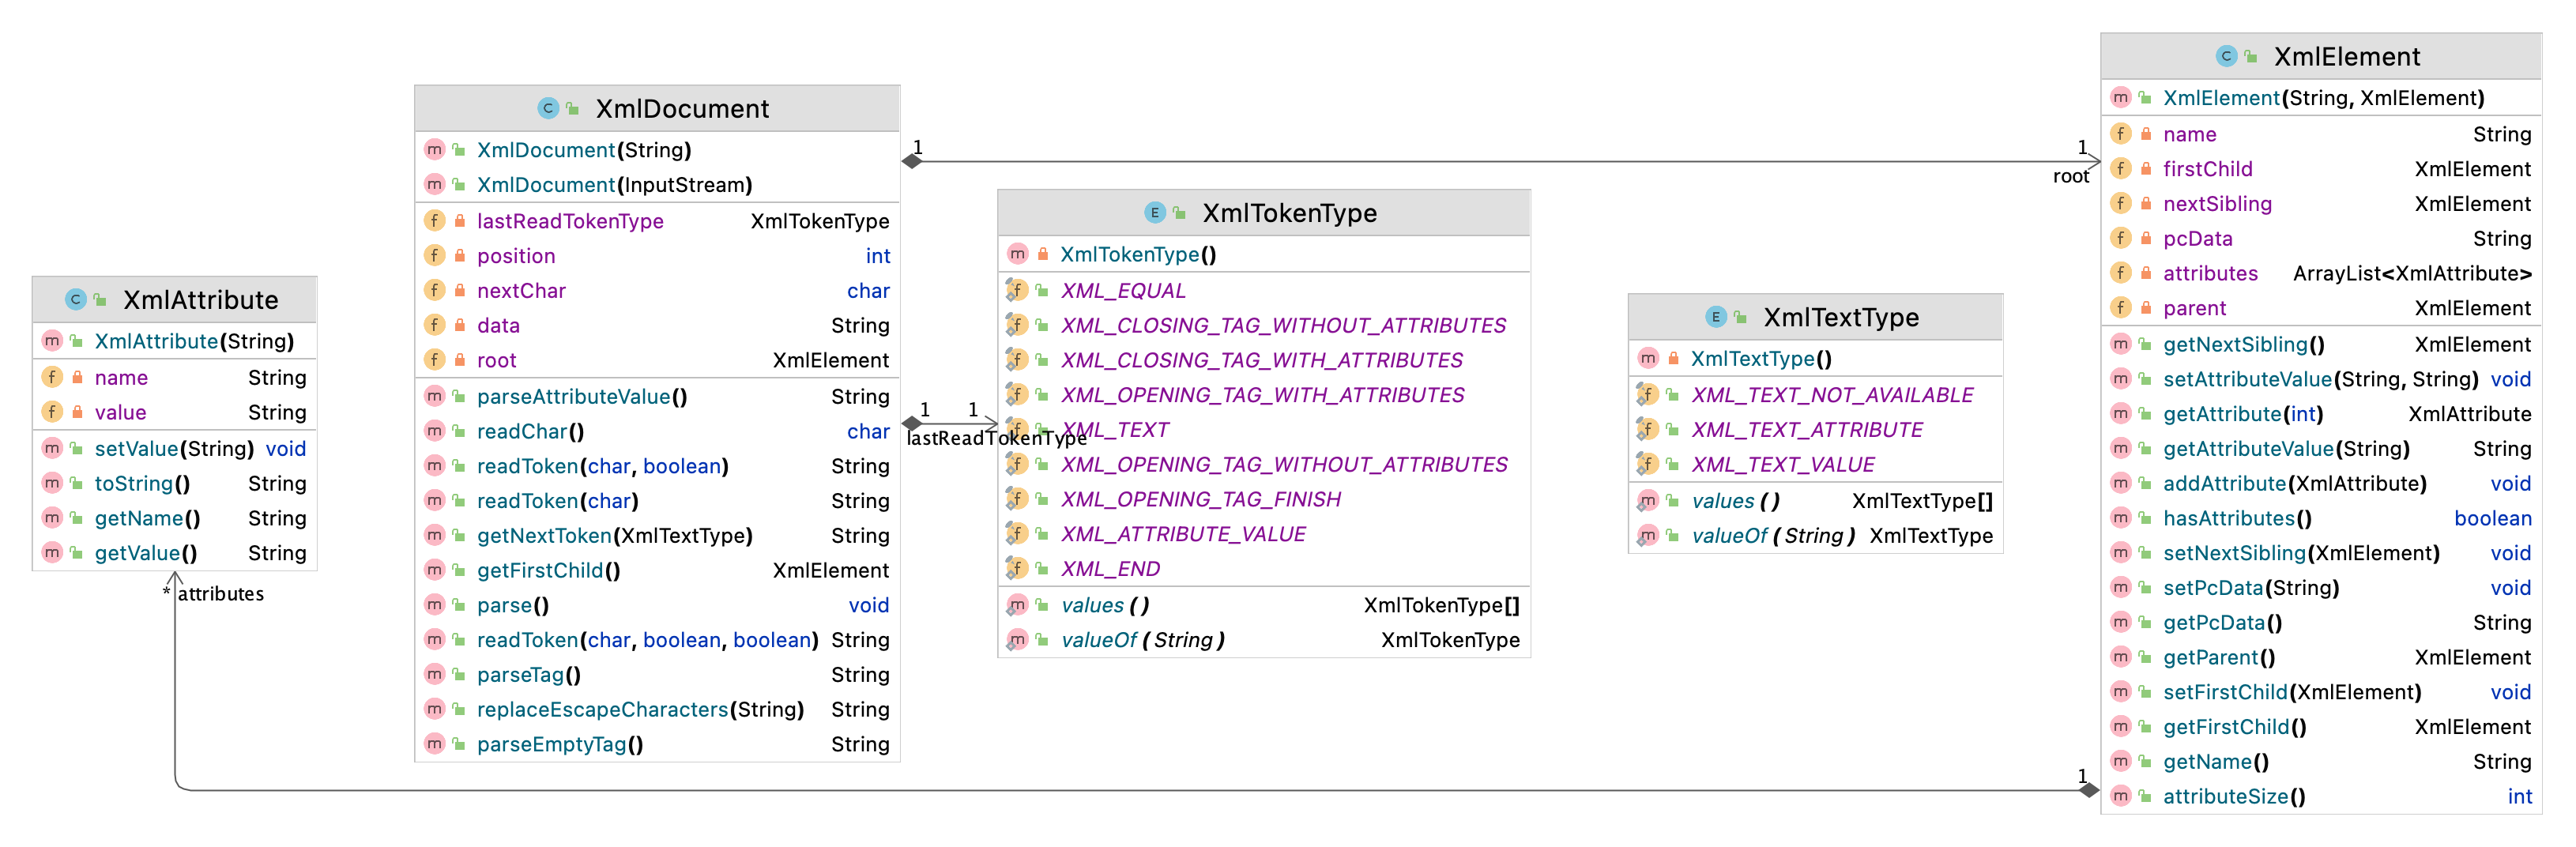 XmlAttribute
XmlAttribute(String)
name String
value String
setValue(String) void
toString() String
getName() String
getValue() String
* attributes
XmlDocument
XmlDocument(String)
XmlDocument(InputStream)
lastReadTokenType XmlTokenType
position int
nextChar char
data String
root XmlElement
parseAttributeValue() String
readChar() char
readToken(char, boolean) String
readToken(char) String
getNextToken(XmlTextType) String
getFirstChild() XmlElement
parse() void
readToken(char, boolean, boolean) String
parseTag() String
replaceEscapeCharacters(String) String
parseEmptyTag() String
1
1
root
1
1
lastReadTokenType
XmlTokenType
XmlTokenType()
XML_EQUAL
XML_CLOSING_TAG_WITHOUT_ATTRIBUTES
XML_CLOSING_TAG_WITH_ATTRIBUTES
XML_OPENING_TAG_WITH_ATTRIBUTES
XML_TEXT
XML_OPENING_TAG_WITHOUT_ATTRIBUTES
XML_OPENING_TAG_FINISH
XML_ATTRIBUTE_VALUE
XML_END
values() XmlTokenType[]
valueOf(String) XmlTokenType
XmlTextType
XmlTextType()
XML_TEXT_NOT_AVAILABLE
XML_TEXT_ATTRIBUTE
XML_TEXT_VALUE
values() XmlTextType[]
valueOf(String) XmlTextType
XmlElement
XmlElement(String, XmlElement)
name String
firstChild XmlElement
nextSibling XmlElement
pcData String
attributes ArrayList<XmlAttribute>
parent XmlElement
getNextSibling() XmlElement
setAttributeValue(String, String) void
getAttribute(int) XmlAttribute
getAttributeValue(String) String
addAttribute(XmlAttribute) void
hasAttributes() boolean
setNextSibling(XmlElement) void
setPcData(String) void
getPcData() String
getParent() XmlElement
setFirstChild(XmlElement) void
getFirstChild() XmlElement
getName() String
attributeSize() int
1